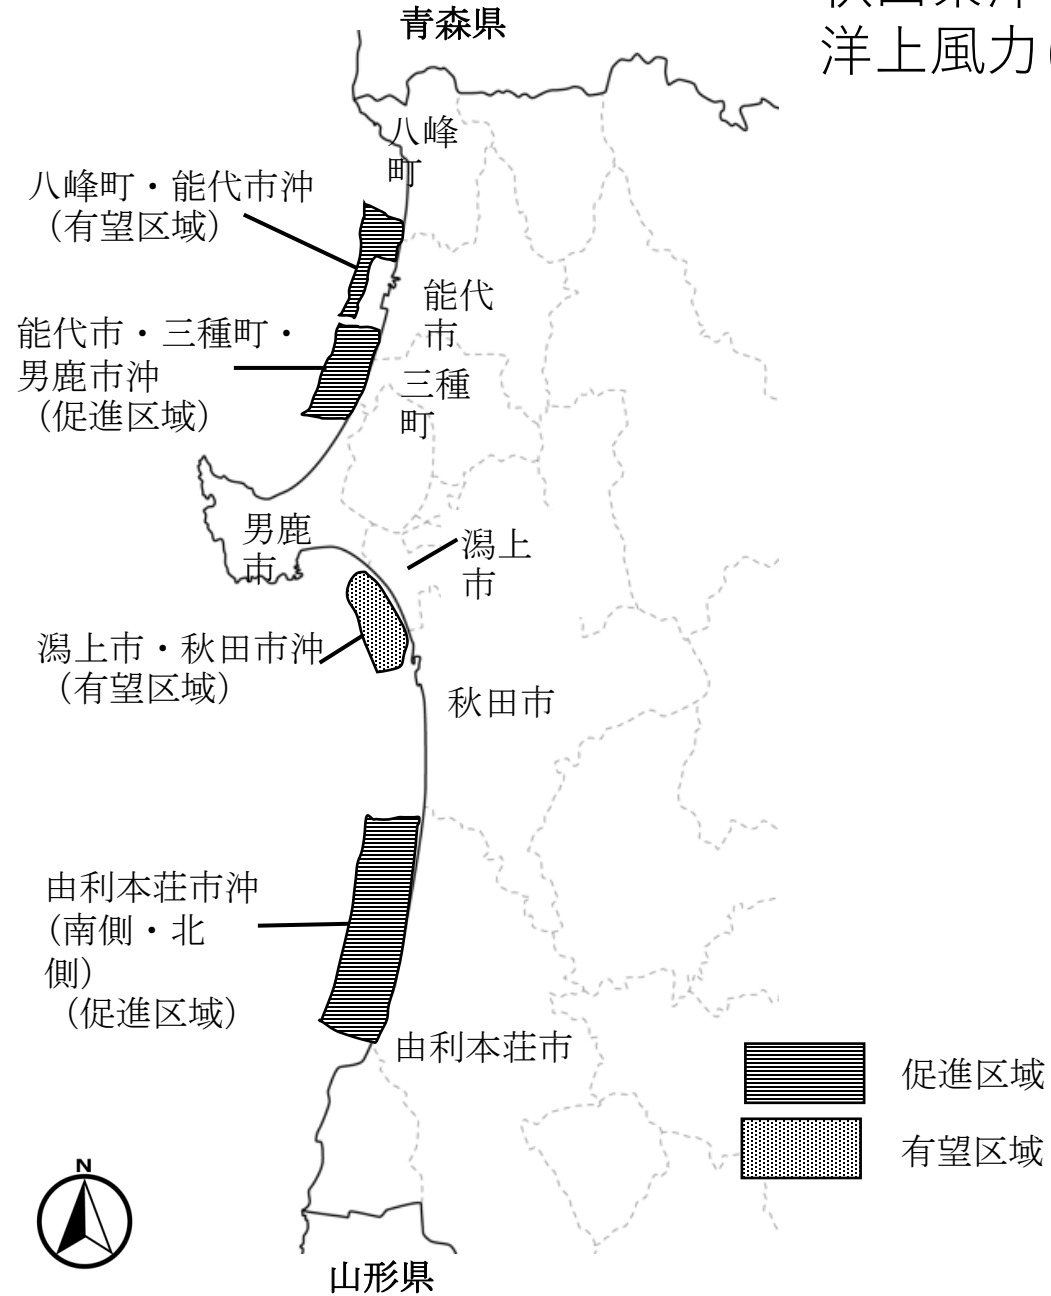 青森県
洋上風力
八峰
町
八峰町・能代市沖
（有望区域）
能代
市
能代市・三種町・
男鹿市沖
（促進区域）
三種
町
男鹿
市
潟上
市
潟上市・秋田市沖
（有望区域）
秋田市
由利本荘市沖
（南側・北
側）
（促進区域）
由利本荘市
促進区域
有望区域
N
山形県